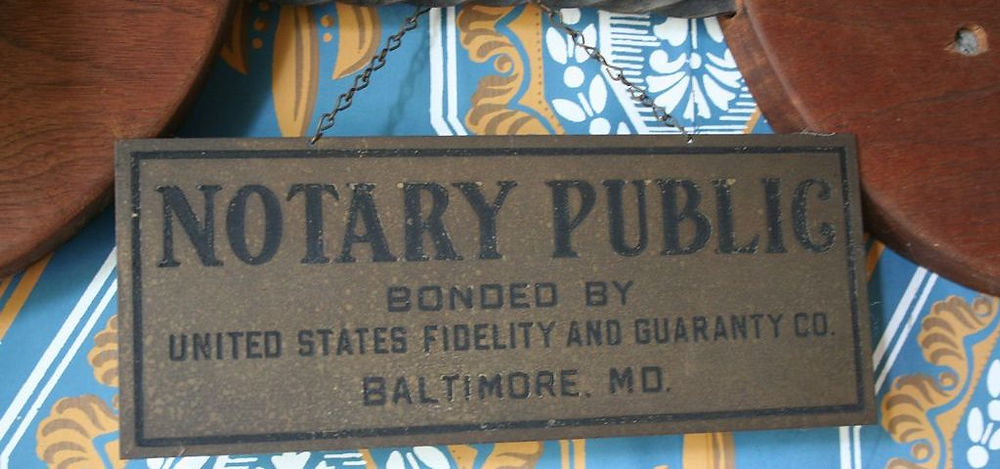 NOTARY PUBLIC
BONDED BY
UNITED STATES FIDELITY AND GUARANTY CO.
BALTIMORE, MD.